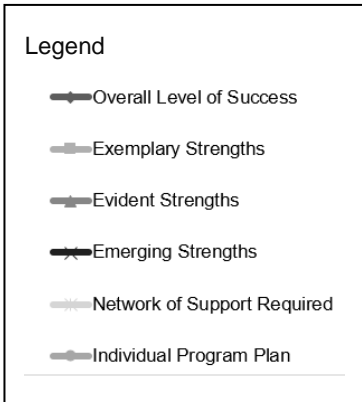 Legend
Overall Level of Success
Exemplary Strengths
Evident Strengths
Emerging Strengths
Network of Support Required
Individual Program Plan